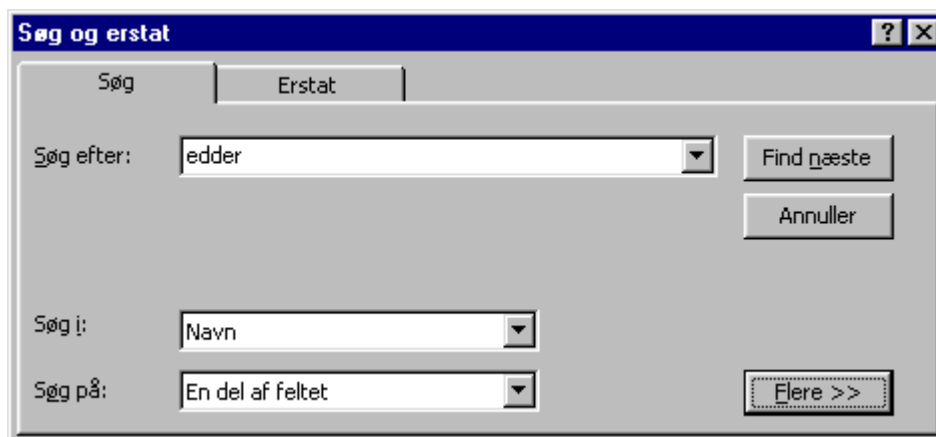 Søg og erstat
Søg
Erstat
Søg efter:
edder
Find næste
Annuller
Søg i:
Navn
Søg på:
En del af feltet
Flere >>